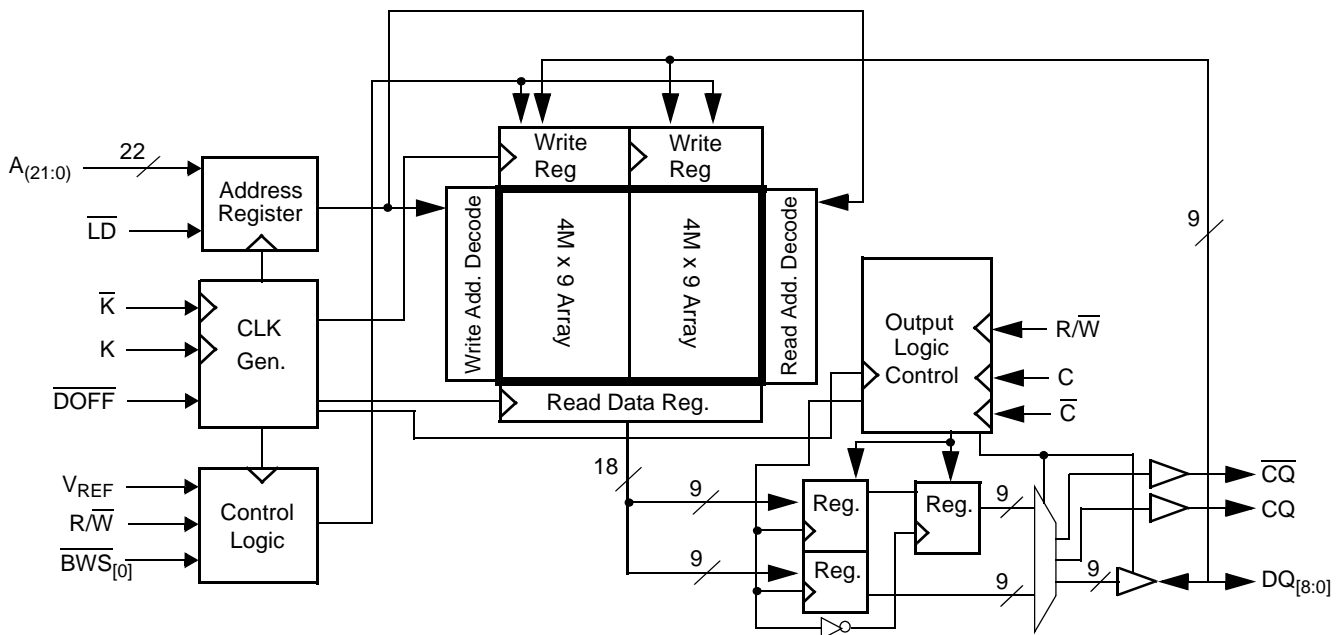 A(21:0)
22
LD
Address
Register
K
K
DOFF
CLK
Gen.
VREF
R/W
BWS[0]
Control
Logic
Write
Reg
Write
Reg
Write Add. Decode
4M x 9 Array
4M x 9 Array
Read Add. Decode
Read Data Reg.
9
Output
Logic
Control
R/W
C
C
18
9
Reg.
Reg.
9
9
Reg.
9
9
CQ
CQ
DQ[8:0]